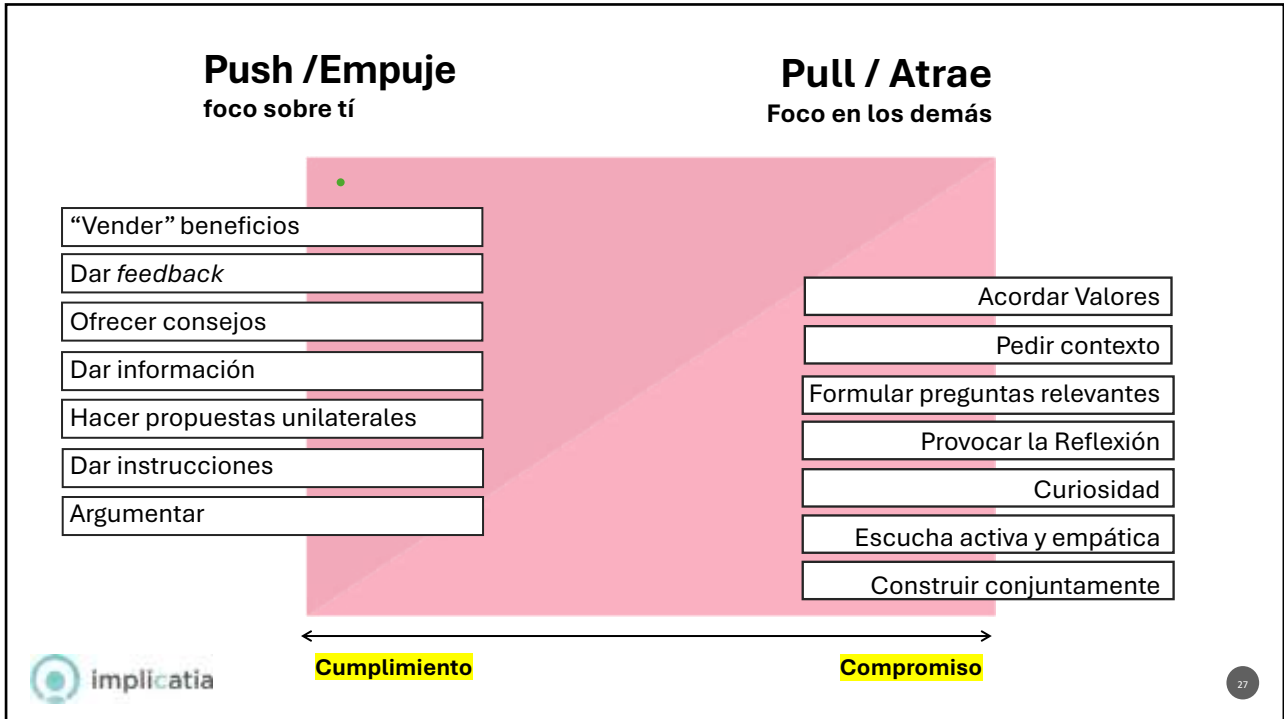 Push /Empuje
foco sobre tí
Pull / Atrae
Foco en los demás
“Vender” beneficios
Dar feedback
Ofrecer consejos
Dar información
Hacer propuestas unilaterales
Dar instrucciones
Argumentar
Acordar Valores
Pedir contexto
Formular preguntas relevantes
Provocar la Reflexión
Curiosidad
Escucha activa y empática
Construir conjuntamente
Cumplimiento
Compromiso
implicatia
27